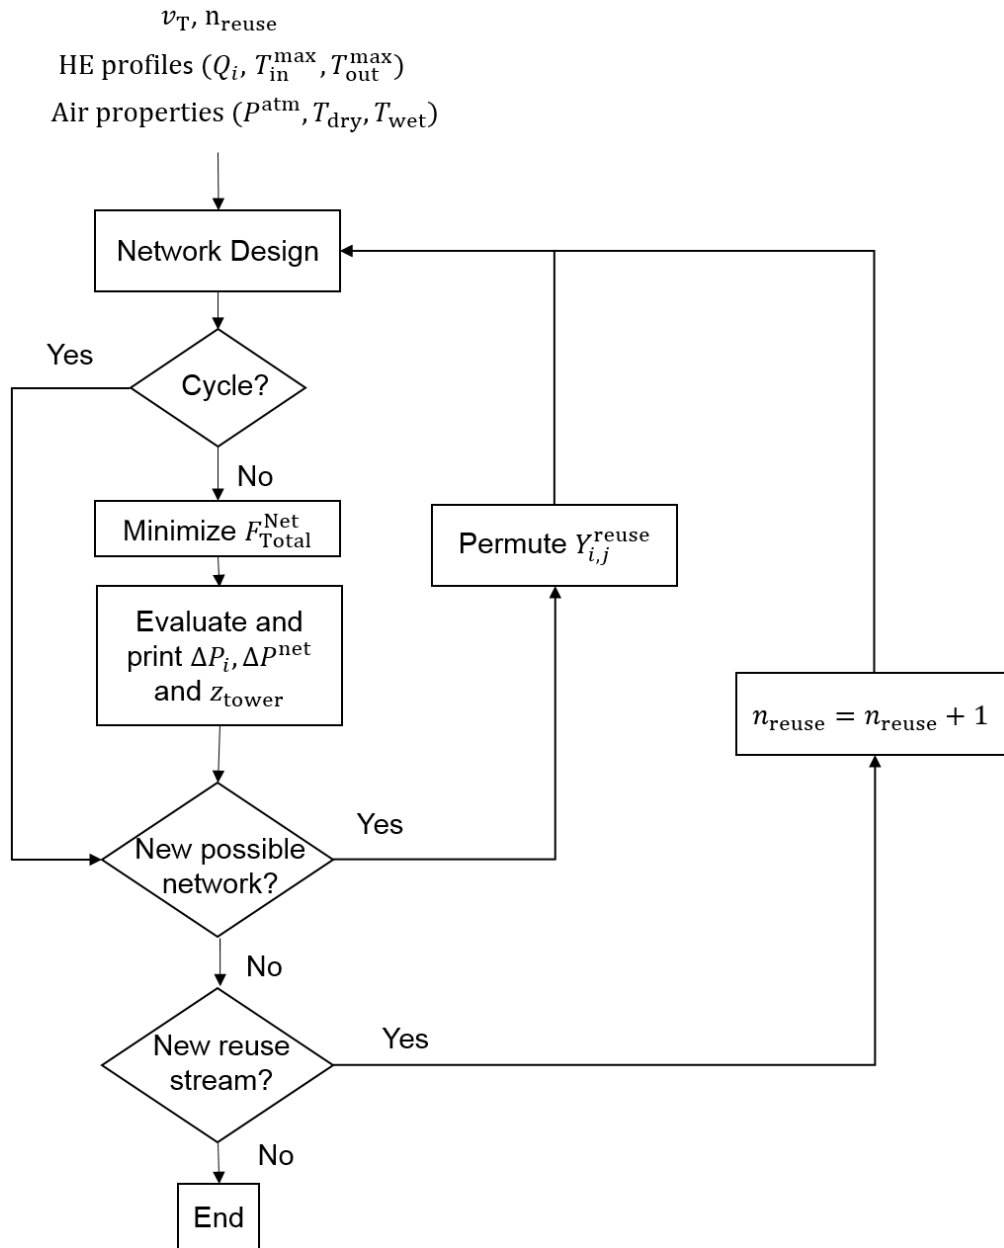 v_T, n_reuse
HE profiles (Q_i, T_in^max, T_out^max)
Air properties (P^atm, T_dry, T_wet)
Network Design
Yes
Cycle?
No
Minimize F_Total^Net
Permute Y_i,j^reuse
Evaluate and
print ΔP_i, ΔP^net
and z_tower
n_reuse = n_reuse + 1
Yes
New possible
network?
No
New reuse
stream?
Yes
No
End